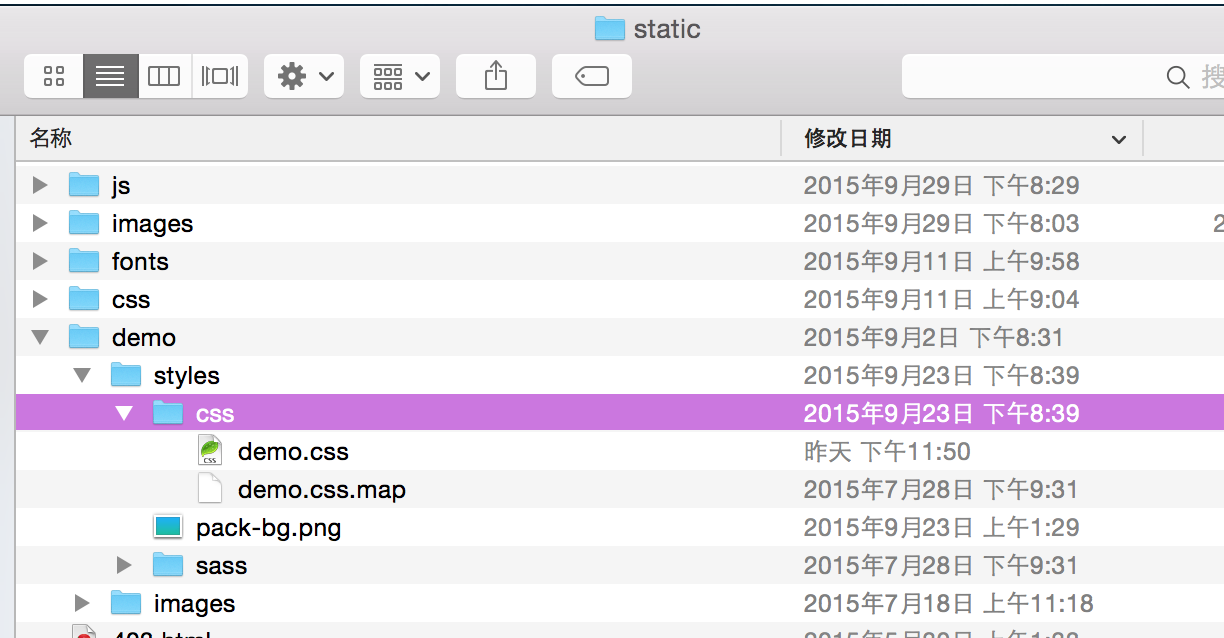 static
搜
名称 修改日期
js 2015年9月29日 下午8:29
images 2015年9月29日 下午8:03 2
fonts 2015年9月11日 上午9:58
css 2015年9月11日 上午9:04
demo 2015年9月2日 下午8:31
styles 2015年9月23日 下午8:39
css 2015年9月23日 下午8:39
demo.css 昨天 下午11:50
demo.css.map 2015年7月28日 下午9:31
pack-bg.png 2015年9月23日 上午1:29
sass 2015年7月28日 下午9:31
images 2015年7月18日 上午11:18